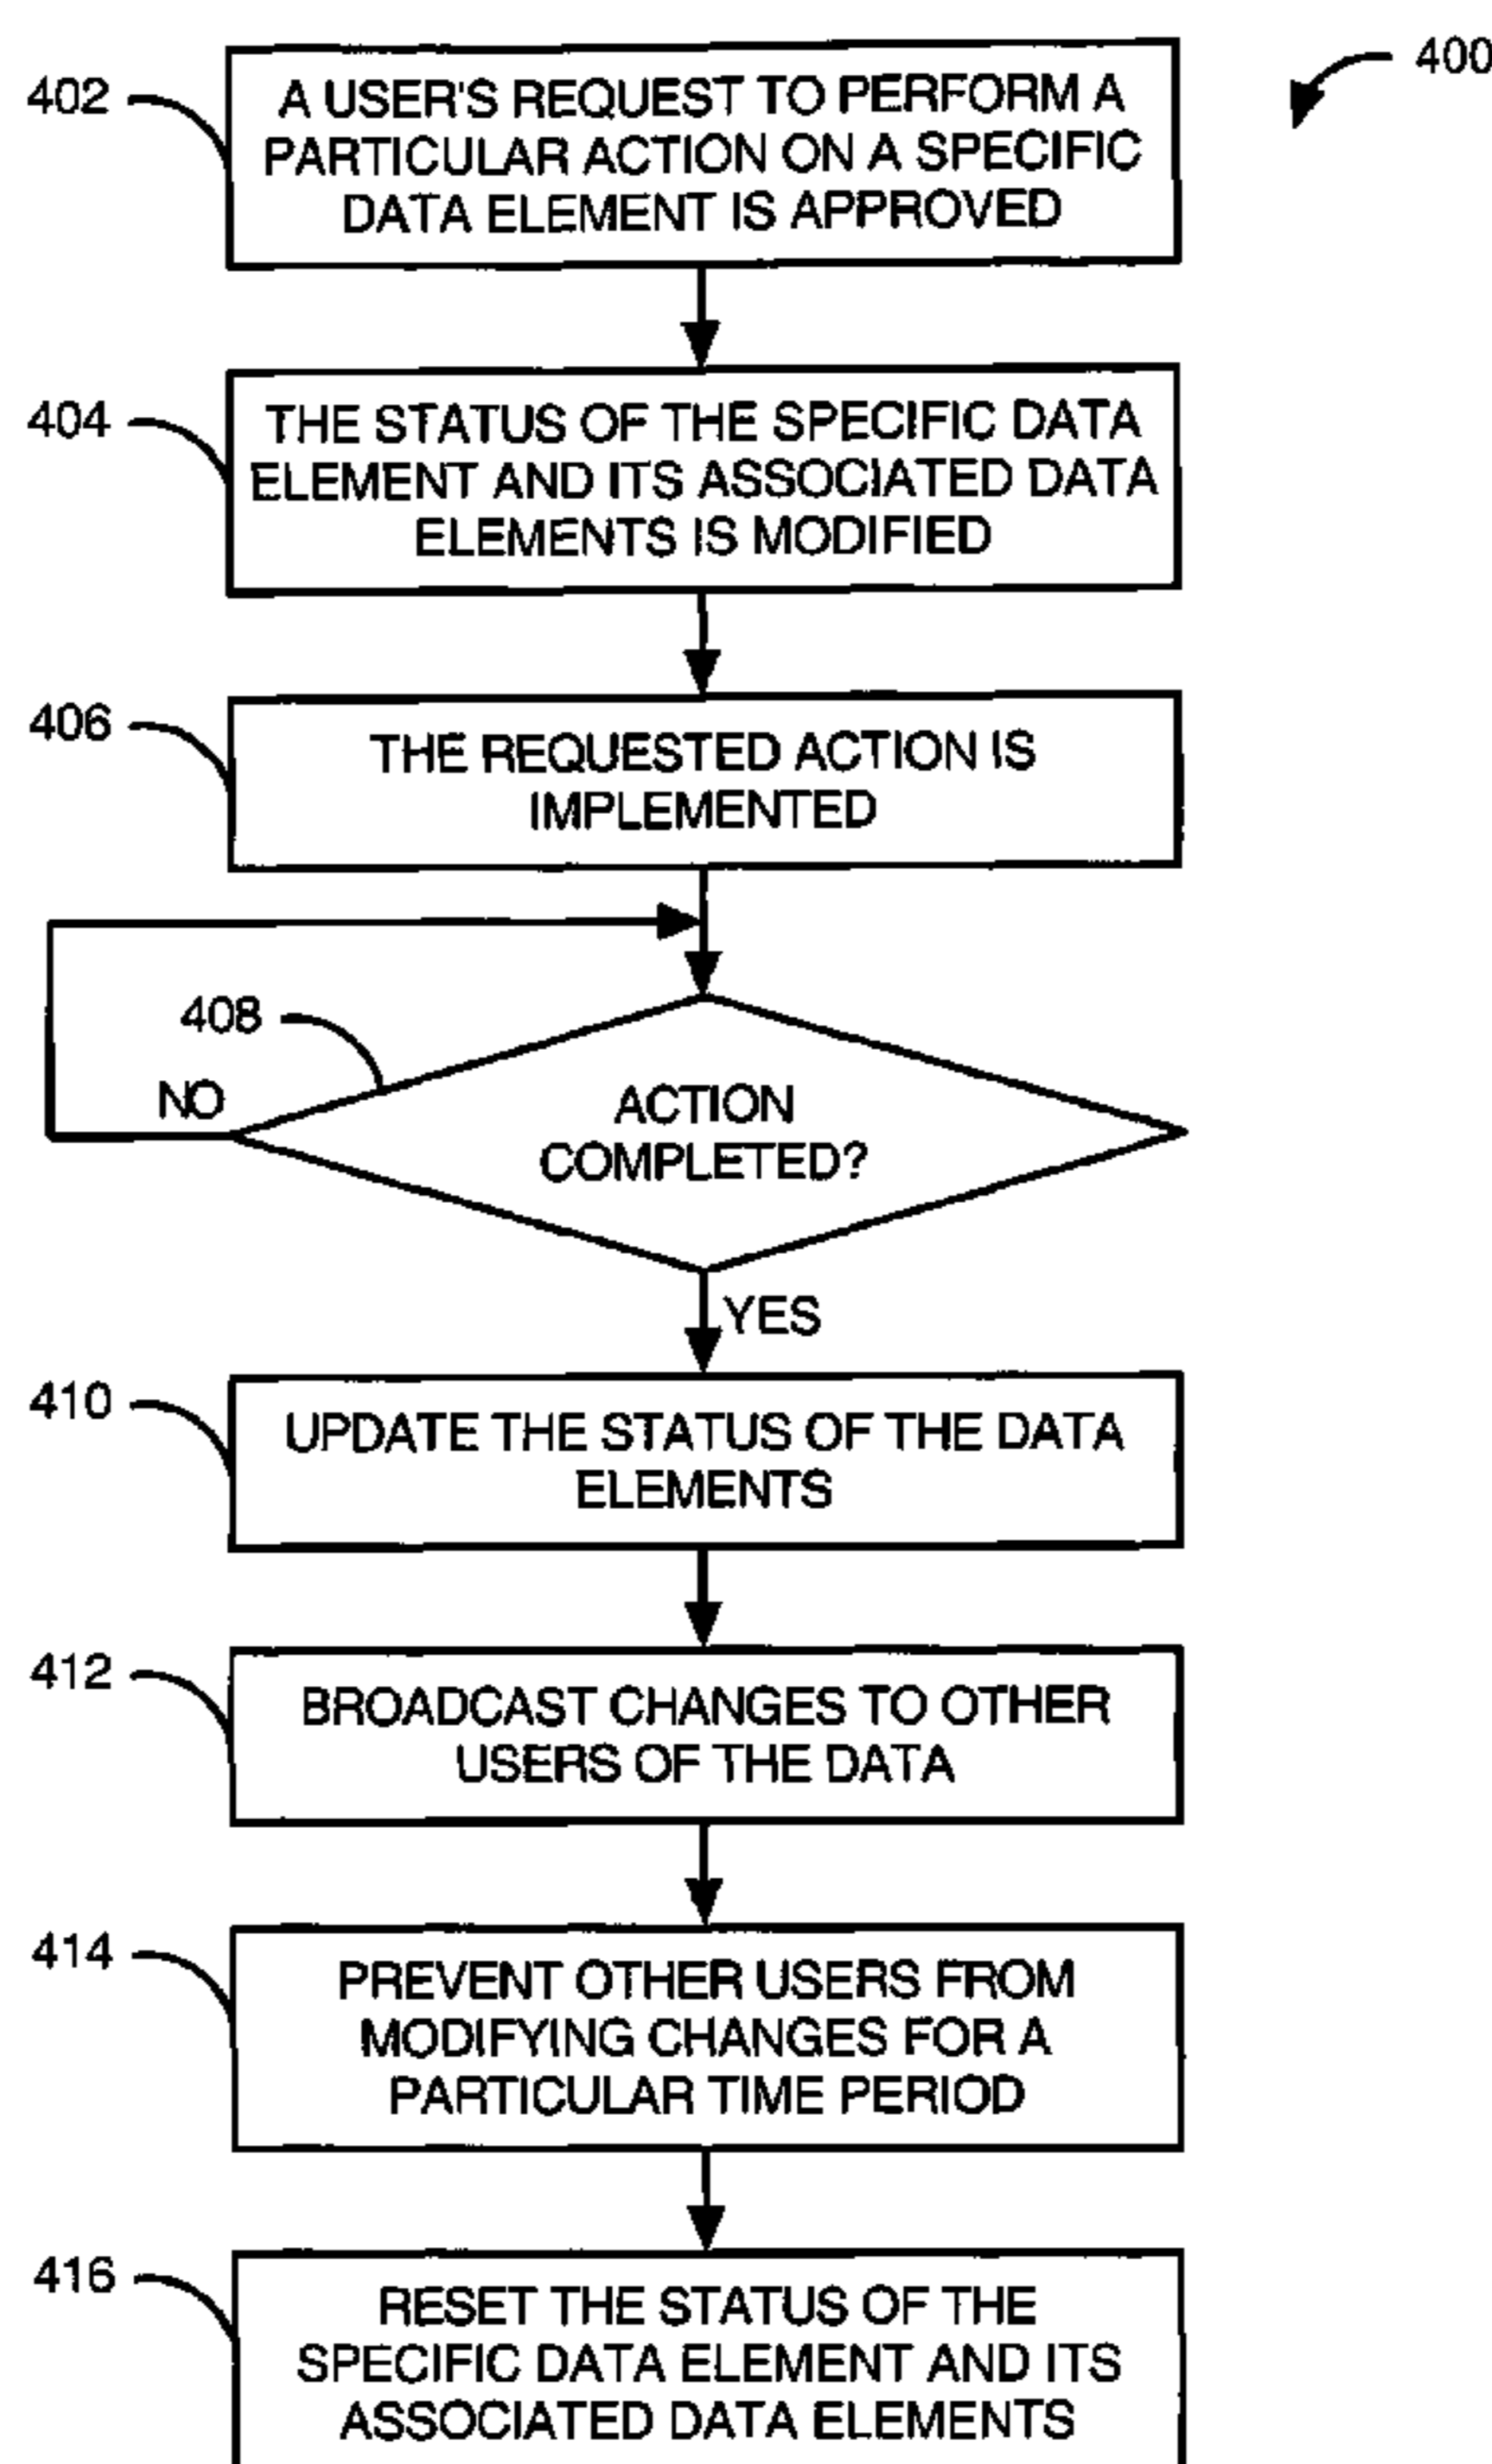 400
402
A USER'S REQUEST TO PERFORM A
PARTICULAR ACTION ON A SPECIFIC
DATA ELEMENT IS APPROVED
404
THE STATUS OF THE SPECIFIC DATA
ELEMENT AND ITS ASSOCIATED DATA
ELEMENTS IS MODIFIED
406
THE REQUESTED ACTION IS
IMPLEMENTED
408
NO
ACTION
COMPLETED?
YES
410
UPDATE THE STATUS OF THE DATA
ELEMENTS
412
BROADCAST CHANGES TO OTHER
USERS OF THE DATA
414
PREVENT OTHER USERS FROM
MODIFYING CHANGES FOR A
PARTICULAR TIME PERIOD
416
RESET THE STATUS OF THE
SPECIFIC DATA ELEMENT AND ITS
ASSOCIATED DATA ELEMENTS